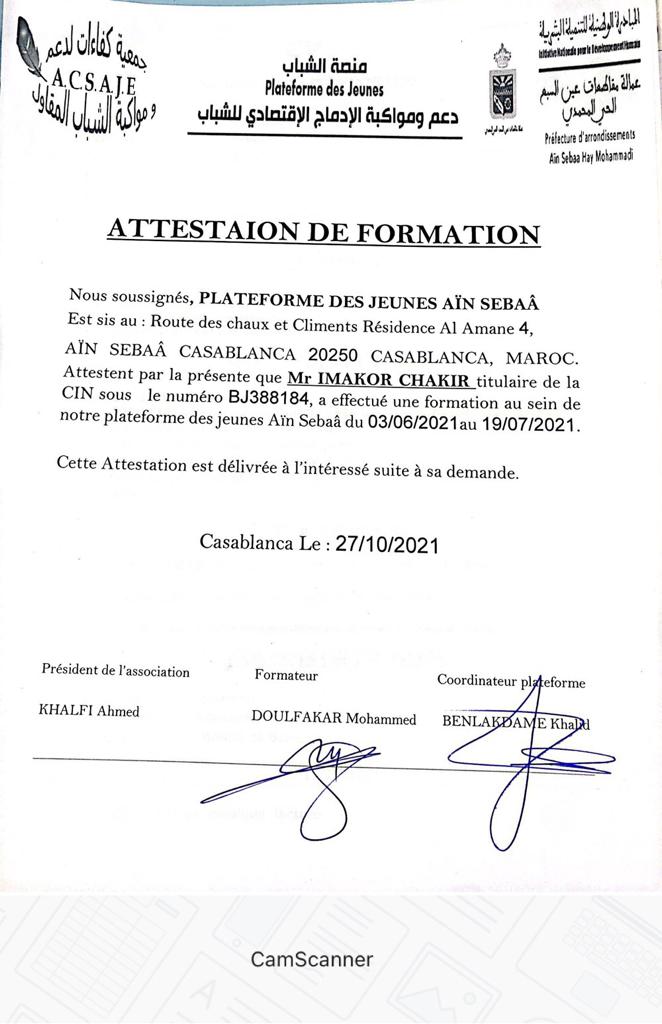 جمعية كفاءات لدعم
A.C.S.A.J.E
و مواكبة الشباب المقاول
منصة الشباب
Plateforme des Jeunes
دعم ومواكبة الإدماج الإقتصادي للشباب
المبادرة الوطنية للتنمية البشرية
Initiative Nationale pour le Développement Humain
عمالة مقاطعات عين السبع
الحي المحمدي
Préfecture d'arrondissements
Aïn Sebaa Hay Mohammadi
ATTESTAION DE FORMATION
Nous soussignés, PLATEFORME DES JEUNES AÏN SEBAÂ
Est sis au : Route des chaux et Climents Résidence Al Amane 4,
AÏN SEBAÂ CASABLANCA 20250 CASABLANCA, MAROC.
Attestent par la présente que Mr IMAKOR CHAKIR titulaire de la
CIN sous le numéro BJ388184, a effectué une formation au sein de
notre plateforme des jeunes Aïn Sebaâ du 03/06/2021 au 19/07/2021.
Cette Attestation est délivrée à l'intéressé suite à sa demande.
Casablanca Le : 27/10/2021
Président de l'association
Formateur
Coordinateur plateforme
KHALFI Ahmed
DOULFAKAR Mohammed
BENLAKDAME Khalid
CamScanner